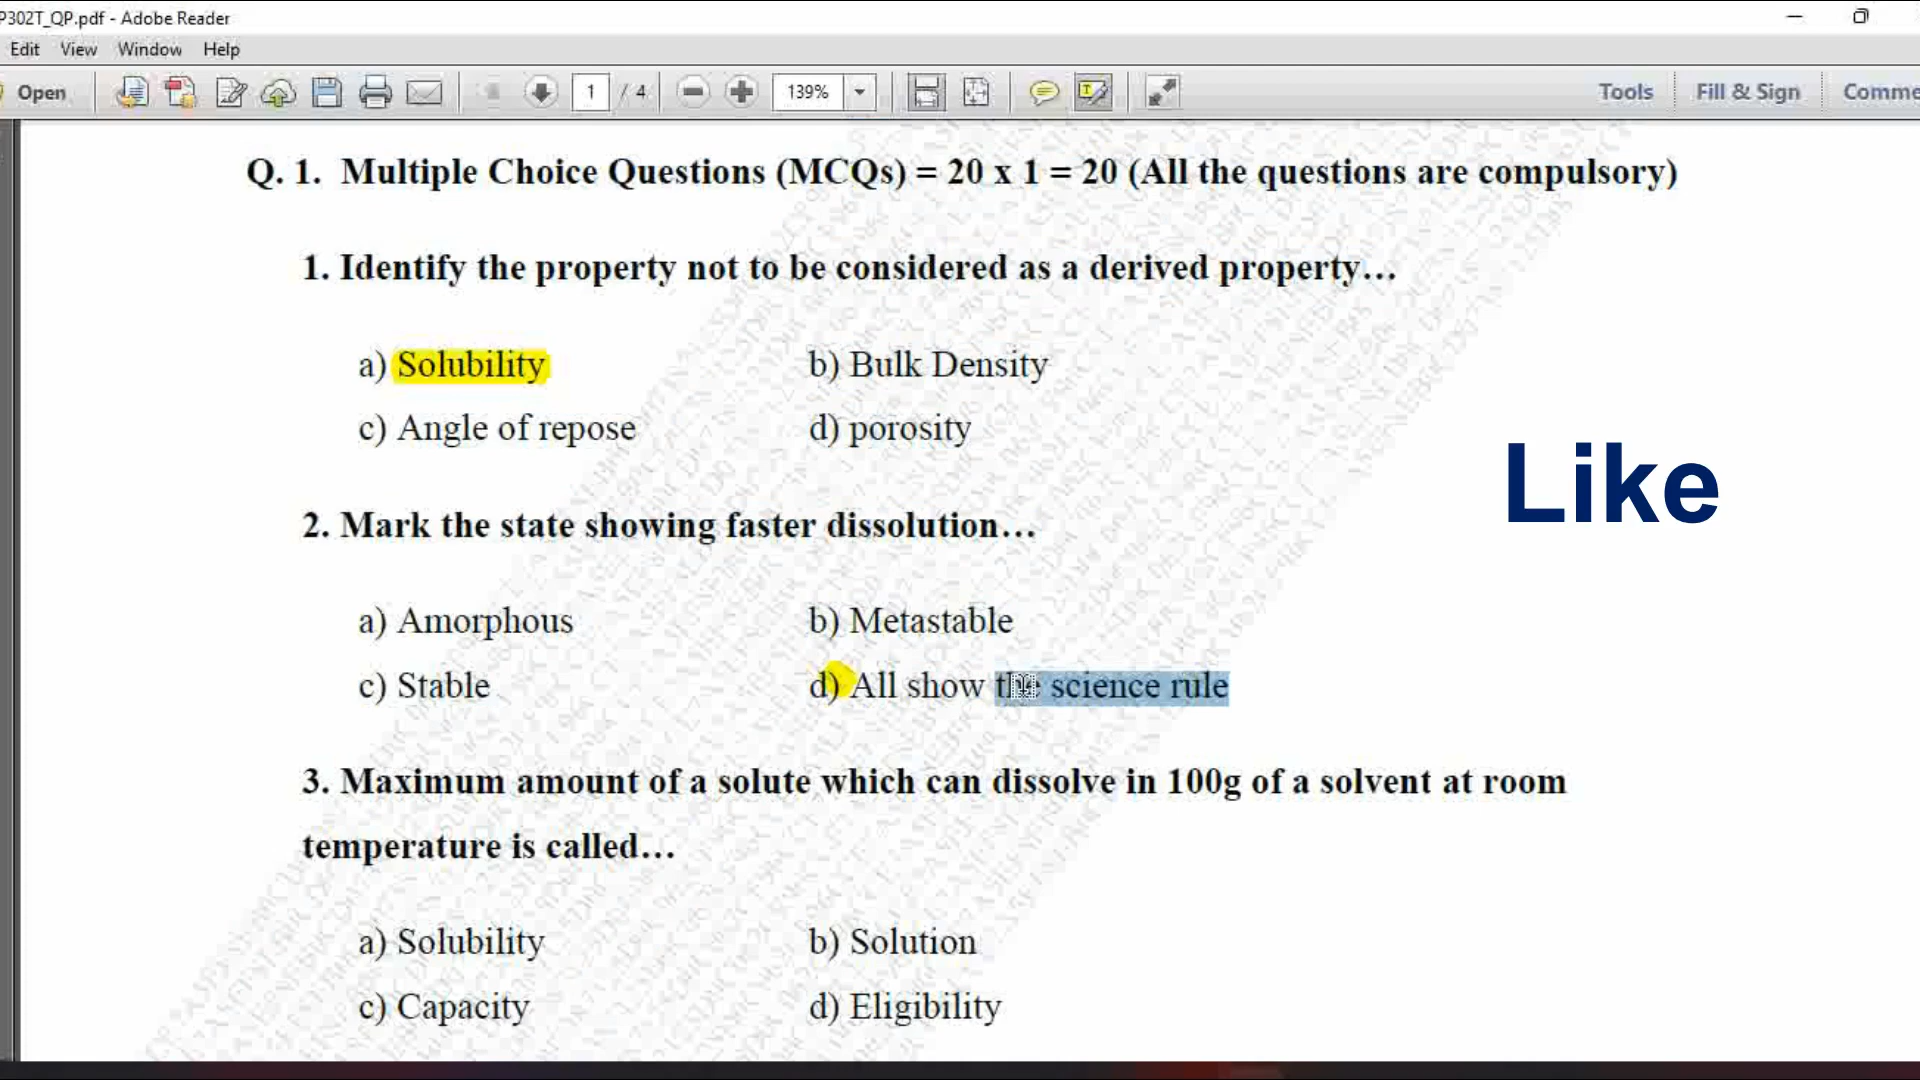 P302T_QP.pdf - Adobe Reader
Edit View Window Help
Open 1 / 4 139% Tools Fill & Sign Comme
Q. 1. Multiple Choice Questions (MCQs) = 20 x 1 = 20 (All the questions are compulsory)
1. Identify the property not to be considered as a derived property…
a) Solubility b) Bulk Density
c) Angle of repose d) porosity
Like
2. Mark the state showing faster dissolution…
a) Amorphous b) Metastable
c) Stable d) All show the science rule
3. Maximum amount of a solute which can dissolve in 100g of a solvent at room
temperature is called…
a) Solubility b) Solution
c) Capacity d) Eligibility